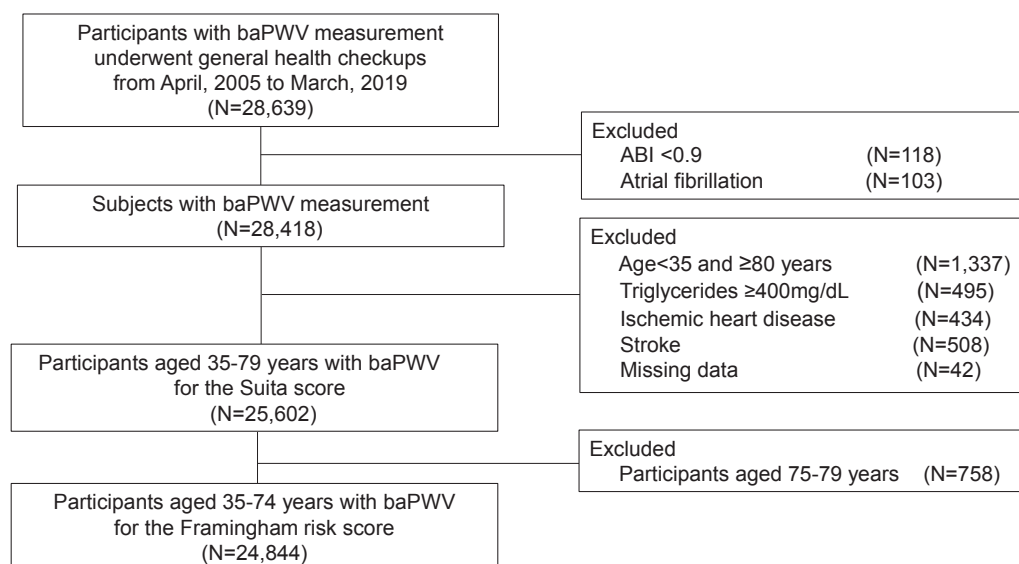 Participants with baPWV measurement
underwent general health checkups
from April, 2005 to March, 2019
(N=28,639)
Excluded
ABI <0.9 (N=118)
Atrial fibrillation (N=103)
Subjects with baPWV measurement
(N=28,418)
Excluded
Age<35 and ≥80 years (N=1,337)
Triglycerides ≥400mg/dL (N=495)
Ischemic heart disease (N=434)
Stroke (N=508)
Missing data (N=42)
Participants aged 35-79 years with baPWV
for the Suita score
(N=25,602)
Excluded
Participants aged 75-79 years (N=758)
Participants aged 35-74 years with baPWV
for the Framingham risk score
(N=24,844)